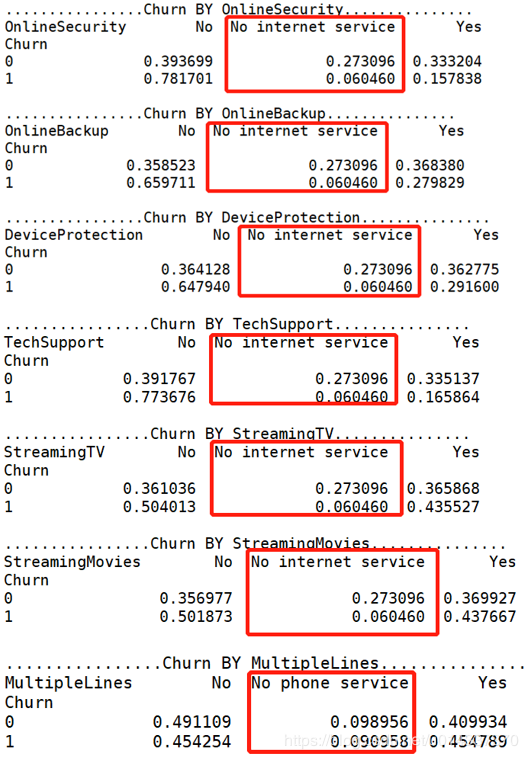 ................Churn BY OnlineSecurity...............
OnlineSecurity No No internet service Yes
Churn
0 0.393699 0.273096 0.333204
1 0.781701 0.060460 0.157838
................Churn BY OnlineBackup...............
OnlineBackup No No internet service Yes
Churn
0 0.358523 0.273096 0.368380
1 0.659711 0.060460 0.279829
................Churn BY DeviceProtection...............
DeviceProtection No No internet service Yes
Churn
0 0.364128 0.273096 0.362775
1 0.647940 0.060460 0.291600
................Churn BY TechSupport...............
TechSupport No No internet service Yes
Churn
0 0.391767 0.273096 0.335137
1 0.773676 0.060460 0.165864
................Churn BY StreamingTV...............
StreamingTV No No internet service Yes
Churn
0 0.361036 0.273096 0.365868
1 0.504013 0.060460 0.435527
................Churn BY StreamingMovies...............
StreamingMovies No No internet service Yes
Churn
0 0.356977 0.273096 0.369927
1 0.501873 0.060460 0.437667
................Churn BY MultipleLines...............
MultipleLines No No phone service Yes
Churn
0 0.491109 0.098956 0.409934
1 0.454254 0.090958 0.454789